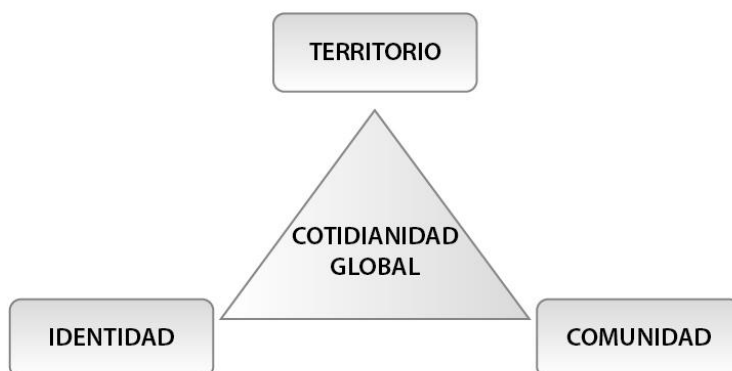 TERRITORIO
COTIDIANIDAD
GLOBAL
IDENTIDAD
COMUNIDAD